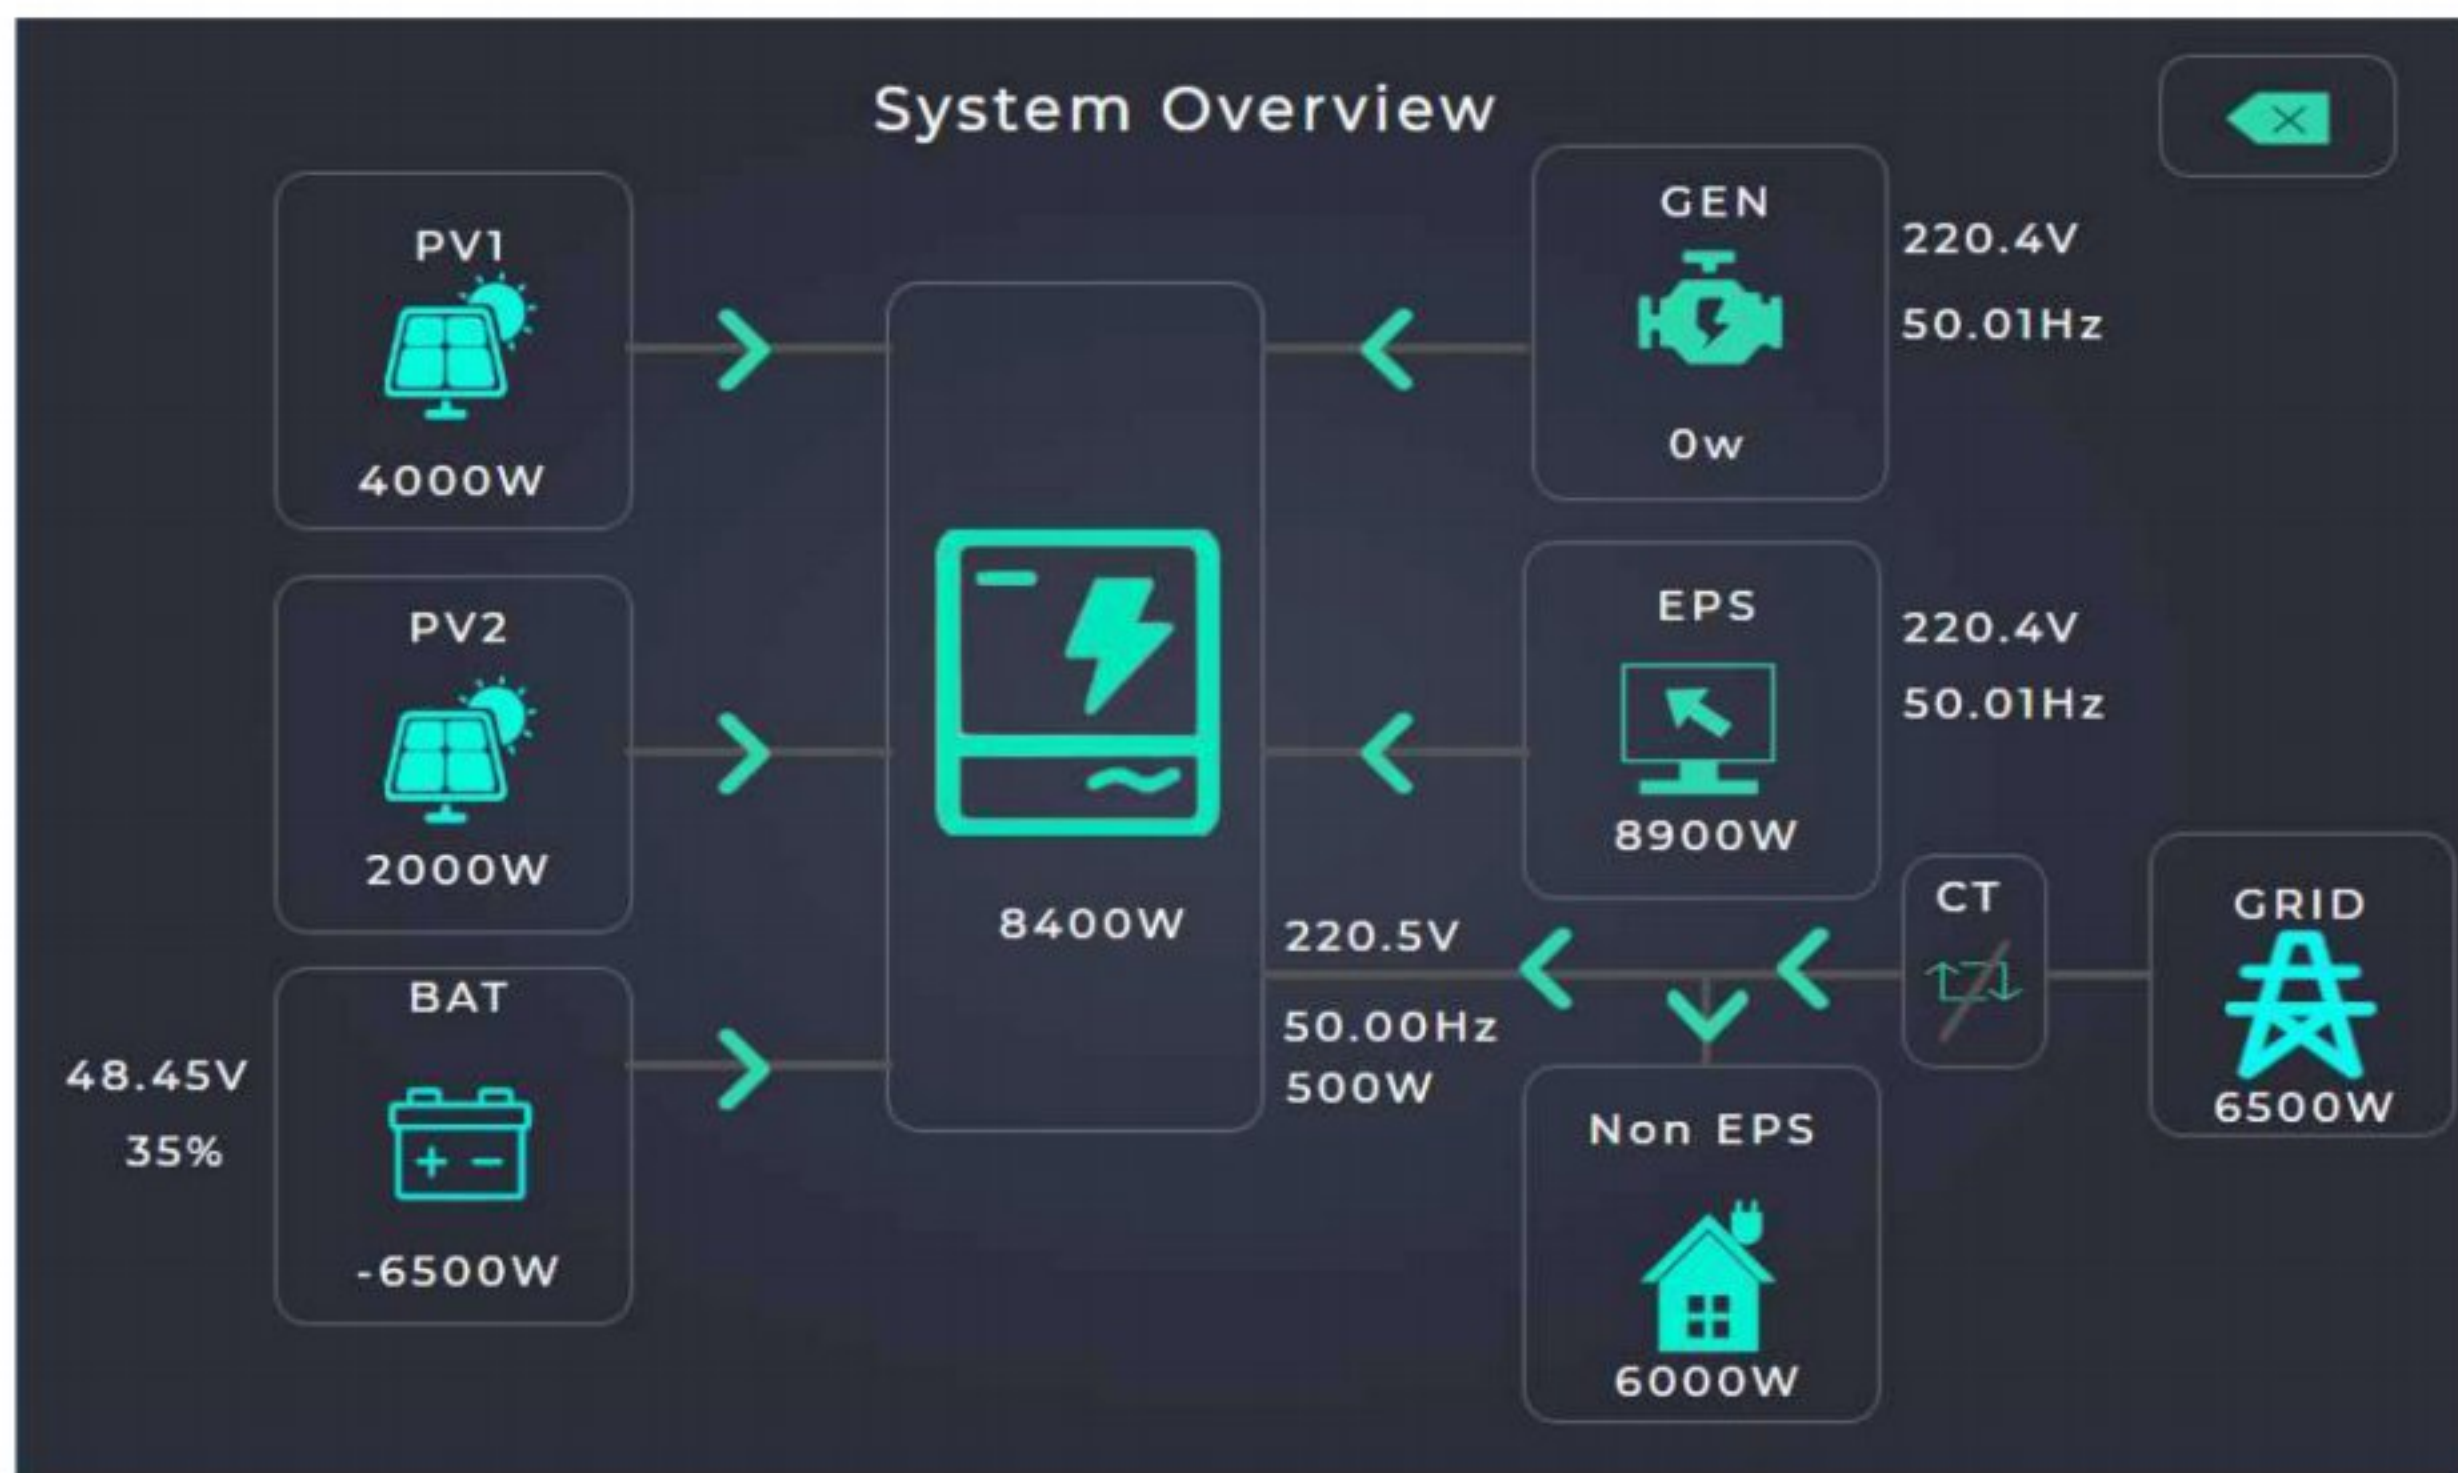 System Overview
PV1
4000W
PV2
2000W
BAT
48.45V
35%
-6500W
8400W
GEN
220.4V
50.01Hz
0w
EPS
220.4V
50.01Hz
8900W
220.5V
50.00Hz
500W
CT
GRID
6500W
Non EPS
6000W